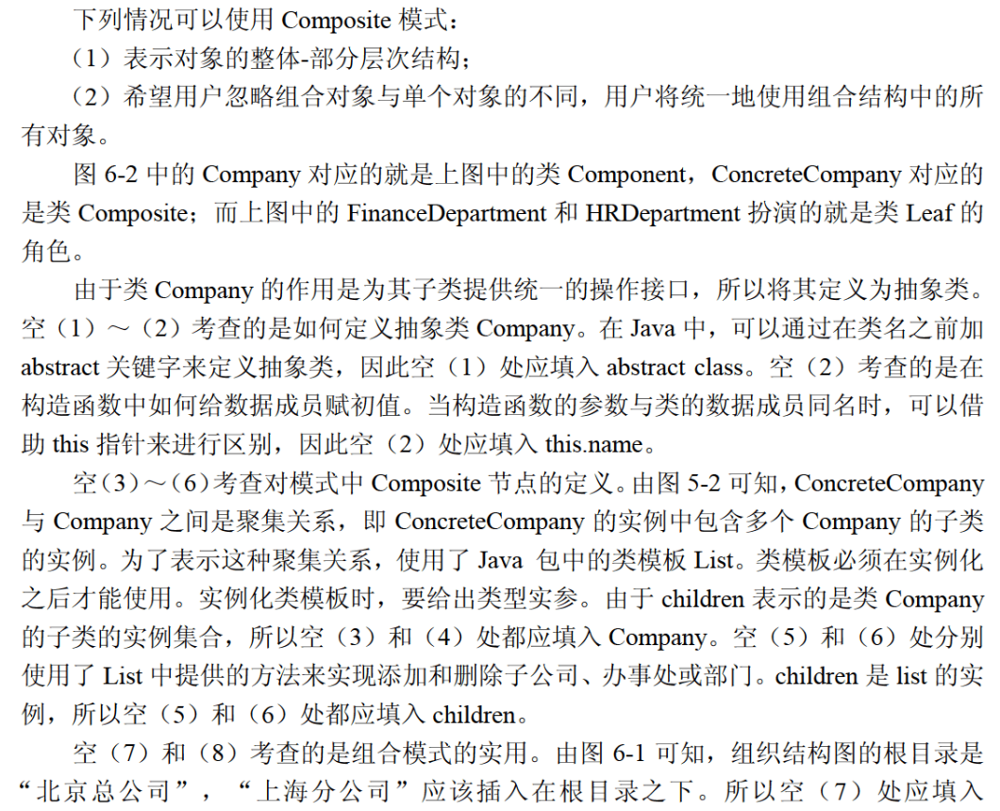 下列情况可以使用 Composite 模式：
（1）表示对象的整体-部分层次结构；
（2）希望用户忽略组合对象与单个对象的不同，用户将统一地使用组合结构中的所
有对象。
图 6-2 中的 Company 对应的就是上图中的类 Component，ConcreteCompany 对应的
是类 Composite；而上图中的 FinanceDepartment 和 HRDepartment 扮演的就是类 Leaf 的
角色。
由于类 Company 的作用是为其子类提供统一的操作接口，所以将其定义为抽象类。
空（1）～（2）考查的是如何定义抽象类 Company。在 Java 中，可以通过在类名之前加
abstract 关键字来定义抽象类，因此空（1）处应填入 abstract class。空（2）考查的是在
构造函数中如何给数据成员赋初值。当构造函数的参数与类的数据成员同名时，可以借
助 this 指针来进行区别，因此空（2）处应填入 this.name。
空（3）～（6）考查对模式中 Composite 节点的定义。由图 5-2 可知，ConcreteCompany
与 Company 之间是聚集关系，即 ConcreteCompany 的实例中包含多个 Company 的子类
的实例。为了表示这种聚集关系，使用了 Java 包中的类模板 List。类模板必须在实例化
之后才能使用。实例化类模板时，要给出类型实参。由于 children 表示的是类 Company
的子类的实例集合，所以空（3）和（4）处都应填入 Company。空（5）和（6）处分别
使用了 List 中提供的方法来实现添加和删除子公司、办事处或部门。children 是 list 的实
例，所以空（5）和（6）处都应填入 children。
空（7）和（8）考查的是组合模式的实用。由图 6-1 可知，组织结构图的根目录是
“北京总公司”，“上海分公司”应该插入在根目录之下。所以空（7）处应填入